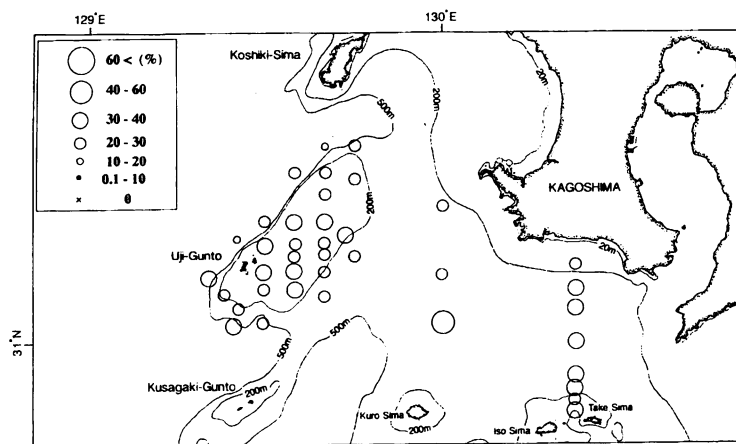 129°E
130°E
60 < (%)
40 - 60
30 - 40
20 - 30
10 - 20
0.1 - 10
0
Koshiki-Sima
500m
200m
20m
KAGOSHIMA
200m
20m
Uji-Gunto
31°N
500m
500m
Kusagaki-Gunto
200m
Kuro Sima
200m
Iso Sima
Take Sima